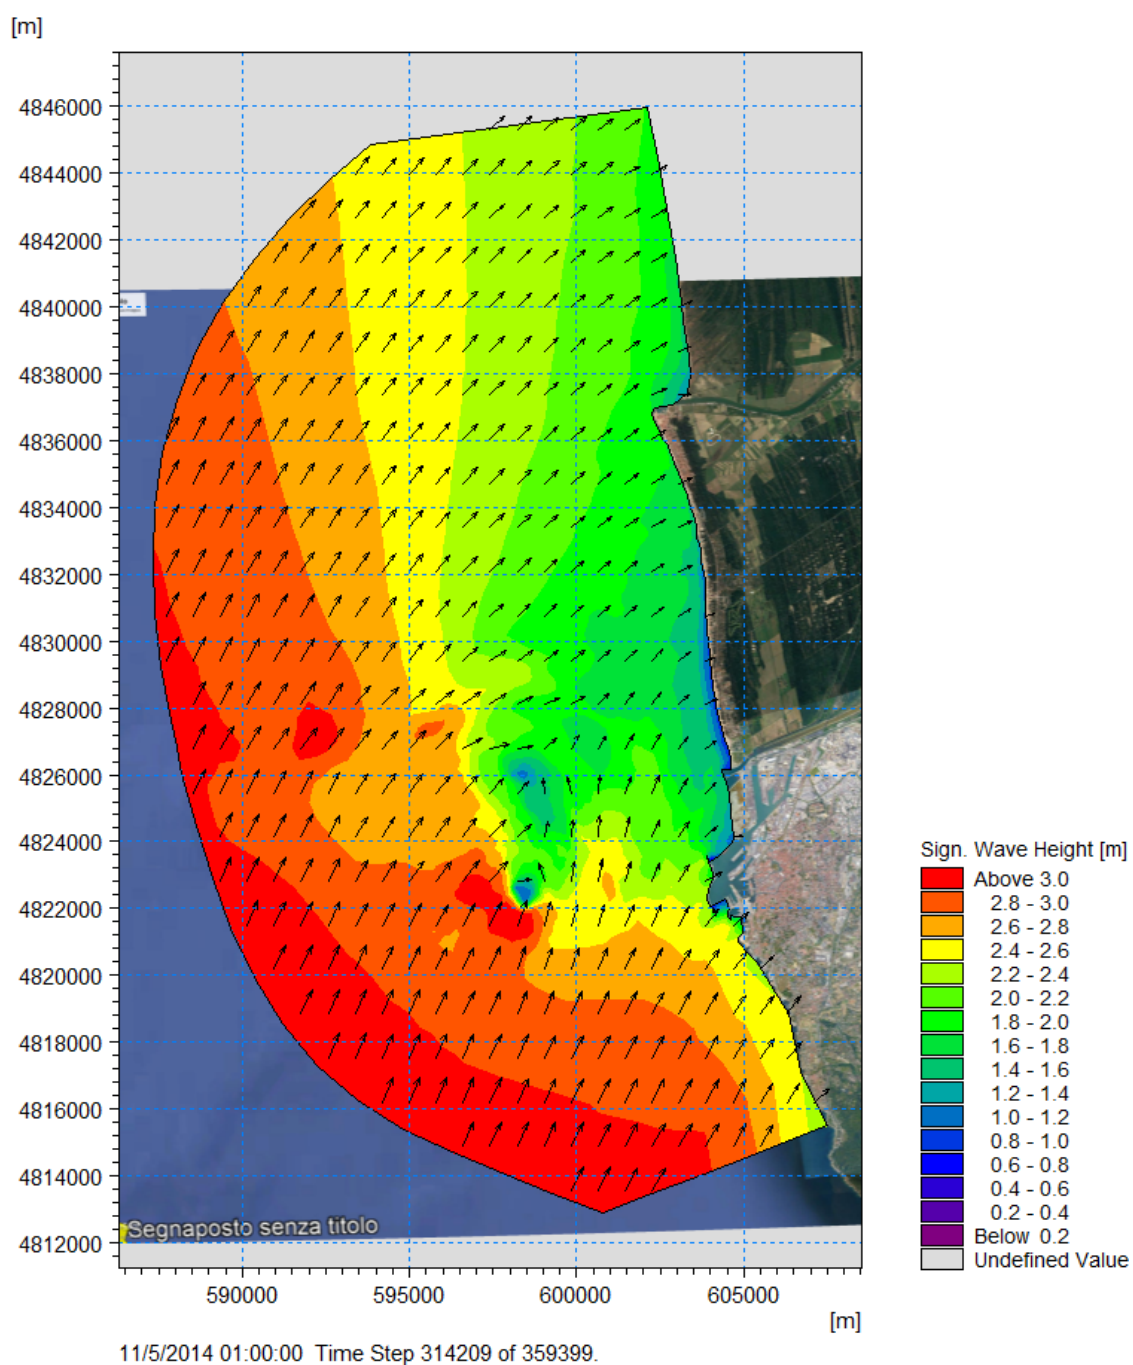 [m]
4846000
4844000
4842000
4840000
4838000
4836000
4834000
4832000
4830000
4828000
4826000
4824000
4822000
4820000
4818000
4816000
4814000
4812000
Segnaposto senza titolo
590000 595000 600000 605000
[m]
11/5/2014 01:00:00 Time Step 314209 of 359399.
Sign. Wave Height [m]
Above 3.0
2.8 - 3.0
2.6 - 2.8
2.4 - 2.6
2.2 - 2.4
2.0 - 2.2
1.8 - 2.0
1.6 - 1.8
1.4 - 1.6
1.2 - 1.4
1.0 - 1.2
0.8 - 1.0
0.6 - 0.8
0.4 - 0.6
0.2 - 0.4
Below 0.2
Undefined Value